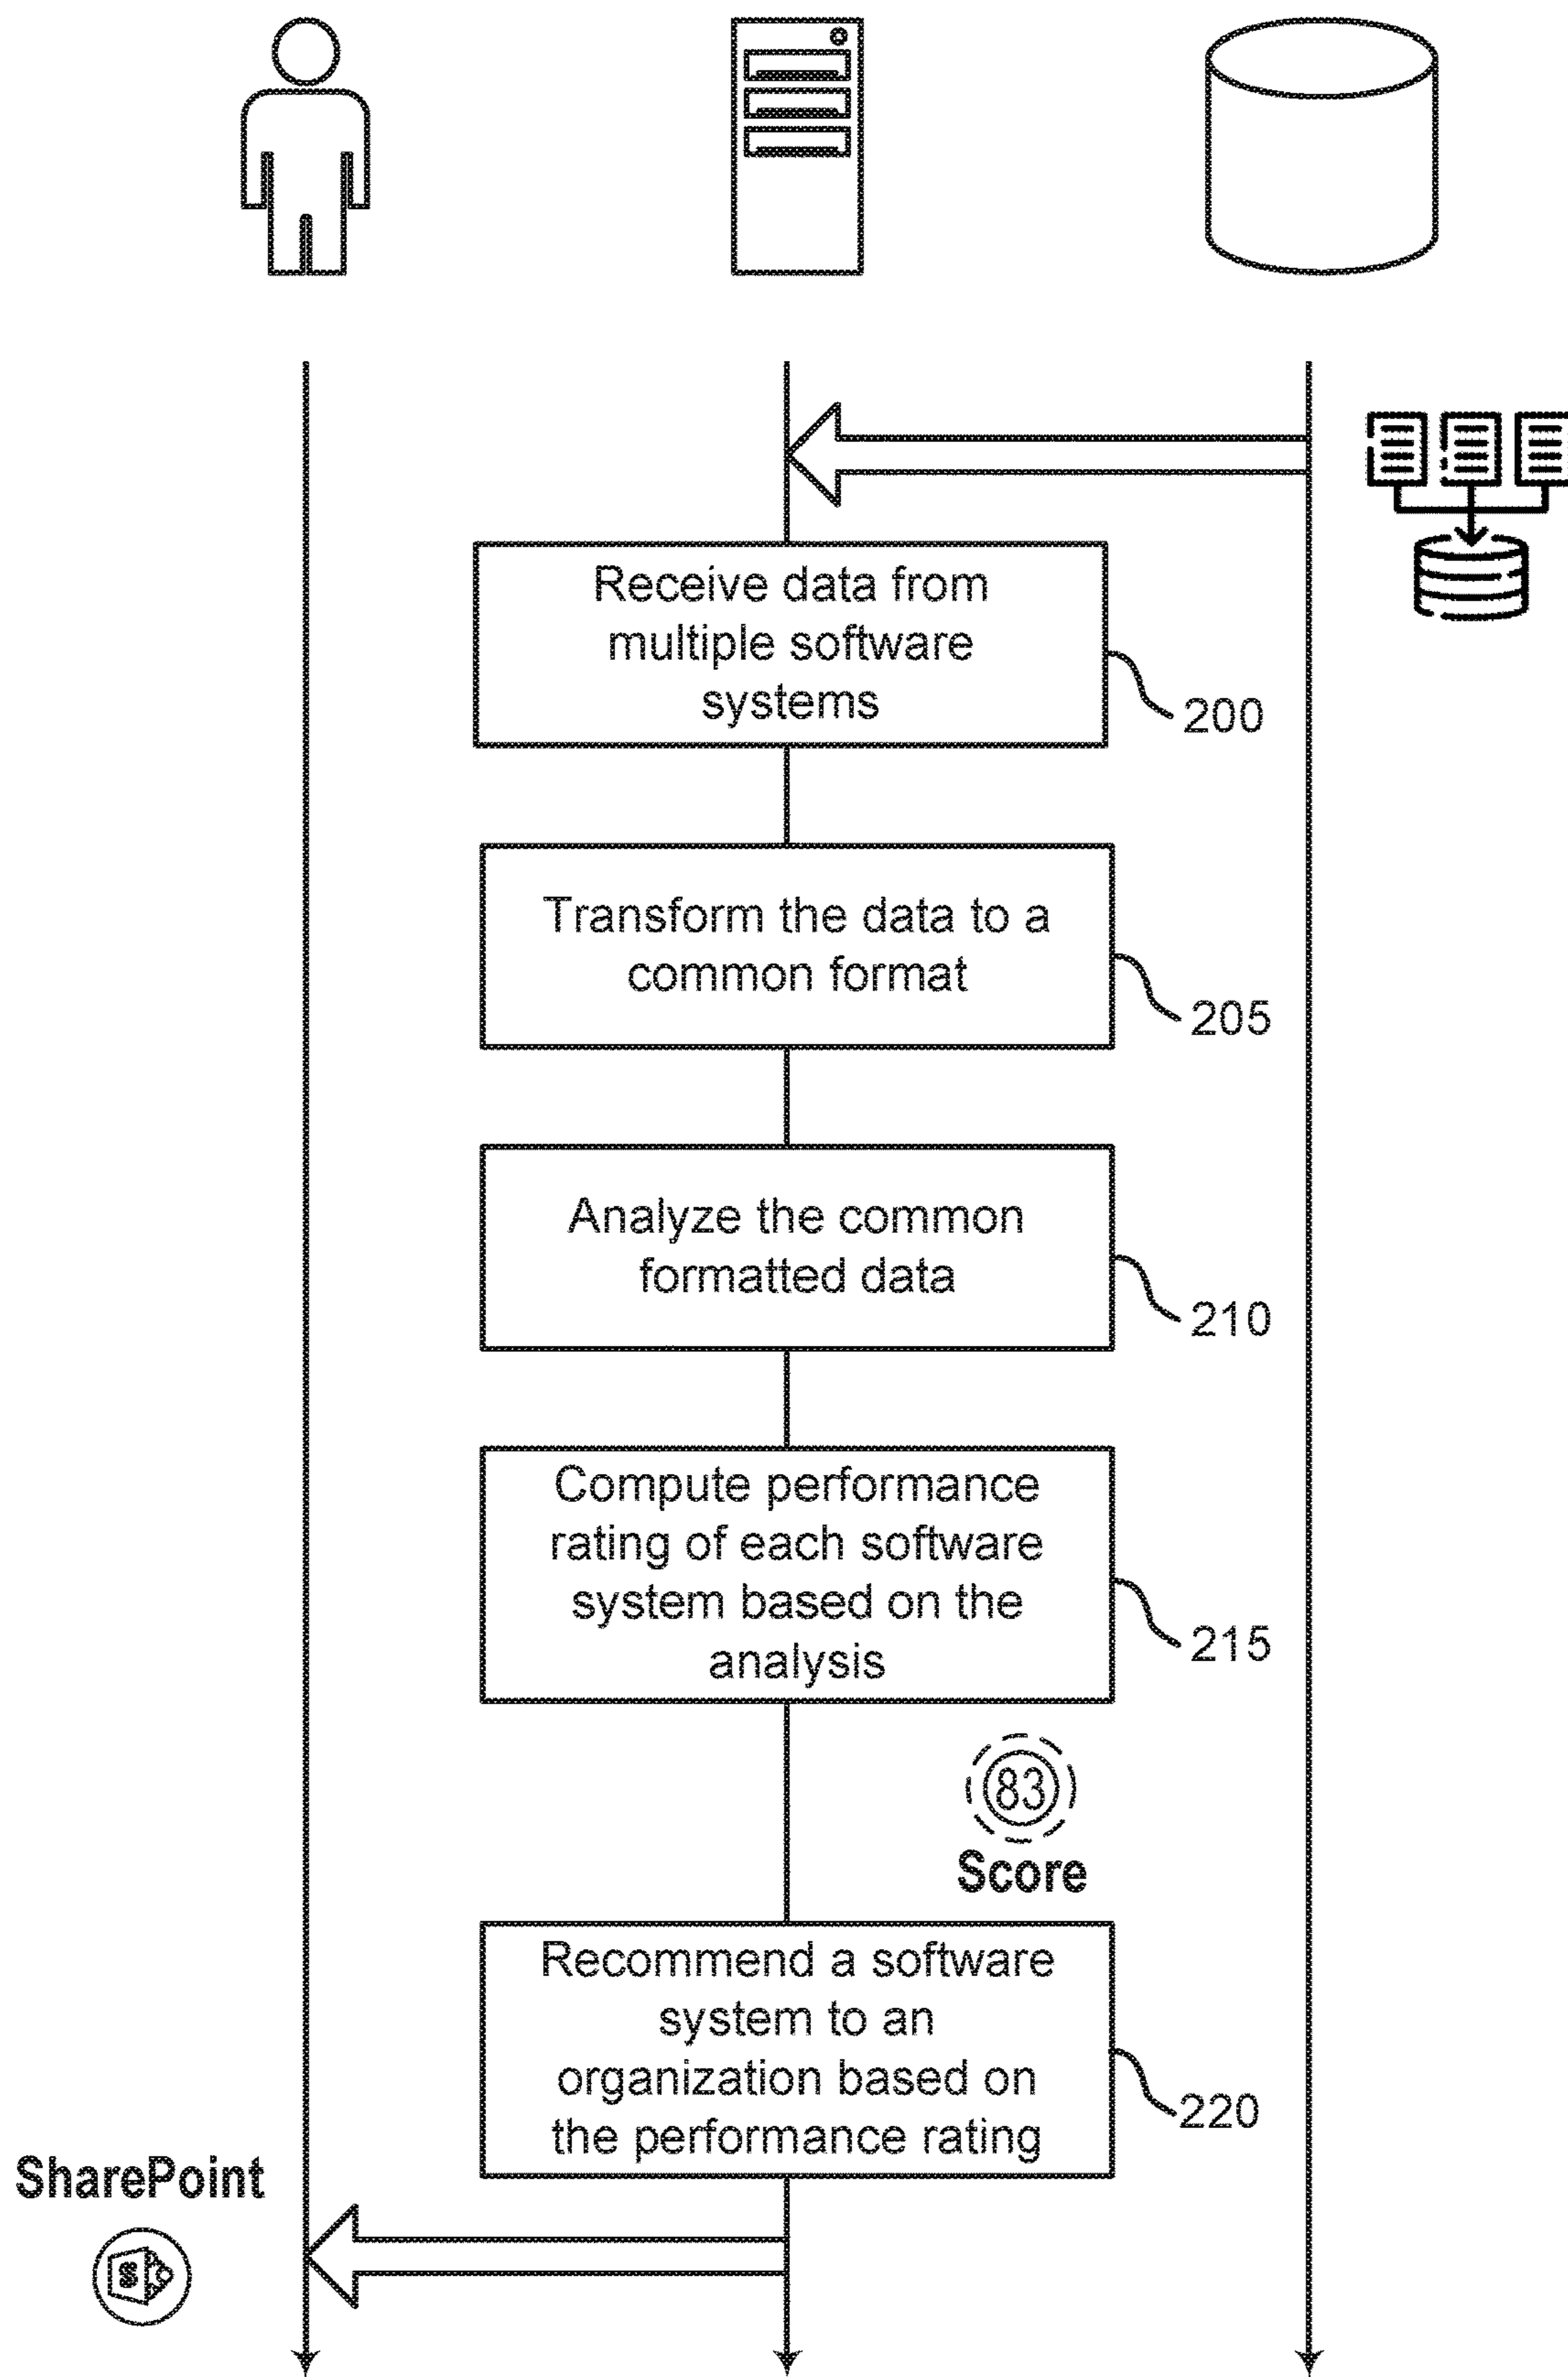 Receive data from
multiple software
systems
200
Transform the data to a
common format
205
Analyze the common
formatted data
210
Compute performance
rating of each software
system based on the
analysis
215
83
Score
Recommend a software
system to an
organization based on
the performance rating
220
SharePoint
S